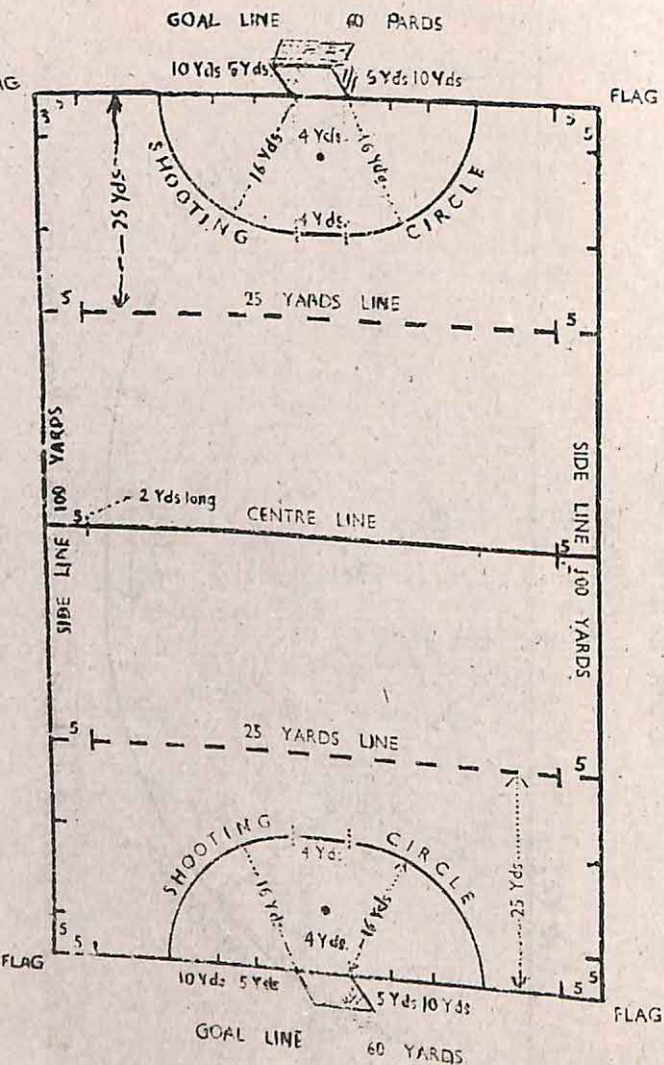 GOAL LINE 60 PARDS
10 Yds 5 Yds 5 Yds 10 Yds
FLAG
5 5 5
4 Yds.
16 Yds. 16 Yds.
25 Yds
SHOOTING CIRCLE
4 Yds.
25 YARDS LINE
5 5
SIDE LINE 100 YARDS
SIDE LINE 100 YARDS
2 Yds long
5 CENTRE LINE 5
25 YARDS LINE
5 5
SHOOTING CIRCLE
4 Yds.
16 Yds. 16 Yds
25 Yds
4 Yds.
5 5 5 5
FLAG
10 Yds 5 Yds 5 Yds 10 Yds
FLAG
GOAL LINE 60 YARDS